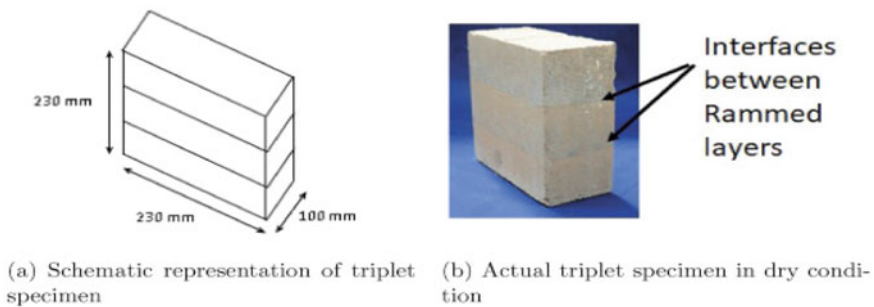 230 mm
230 mm
100 mm
Interfaces
between
Rammed
layers
(a) Schematic representation of triplet
specimen
(b) Actual triplet specimen in dry condi-
tion